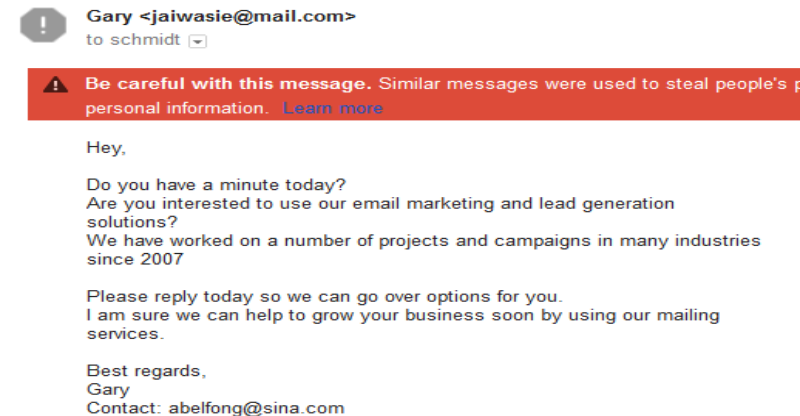 Gary <jaiwasie@mail.com>
to schmidt
Be careful with this message. Similar messages were used to steal people's
personal information. Learn more
Hey,
Do you have a minute today?
Are you interested to use our email marketing and lead generation
solutions?
We have worked on a number of projects and campaigns in many industries
since 2007
Please reply today so we can go over options for you.
I am sure we can help to grow your business soon by using our mailing
services.
Best regards,
Gary
Contact: abelfong@sina.com